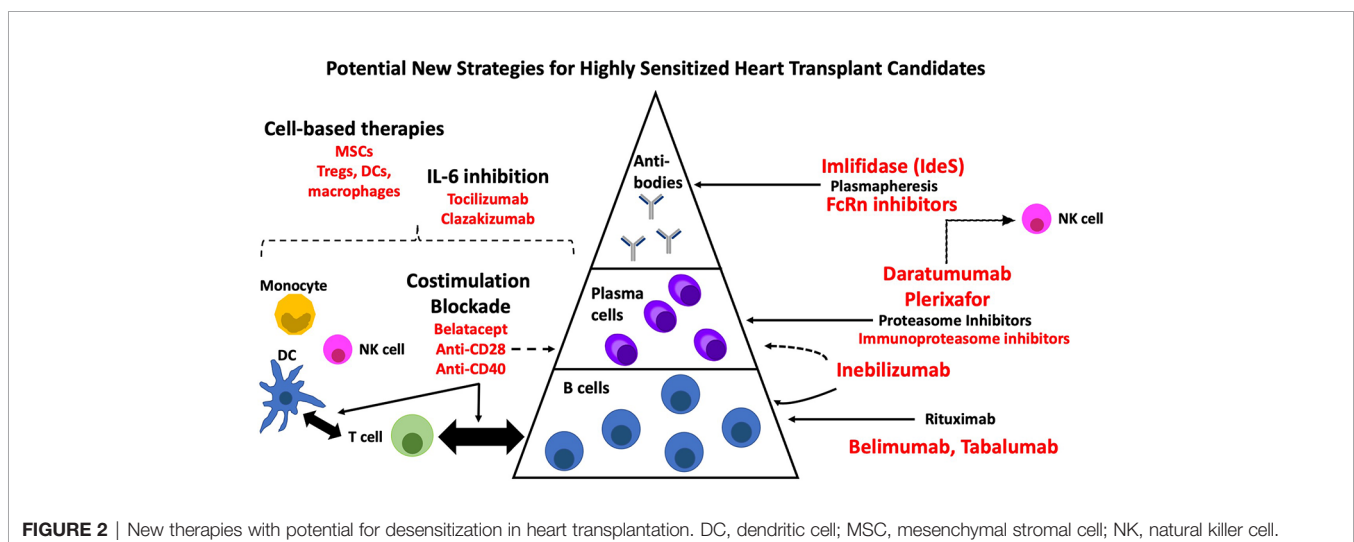 Potential New Strategies for Highly Sensitized Heart Transplant Candidates
Cell-based therapies
MSCs
Tregs, DCs,
macrophages
IL-6 inhibition
Tocilizumab
Clazakizumab
Monocyte
NK cell
DC
T cell
Costimulation
Blockade
Belatacept
Anti-CD28
Anti-CD40
Anti-
bodies
Plasma
cells
B cells
Imlifidase (IdeS)
Plasmapheresis
FcRn inhibitors
NK cell
Daratumumab
Plerixafor
Proteasome Inhibitors
Immunoproteasome inhibitors
Inebilizumab
Rituximab
Belimumab, Tabalumab
FIGURE 2 | New therapies with potential for desensitization in heart transplantation. DC, dendritic cell; MSC, mesenchymal stromal cell; NK, natural killer cell.